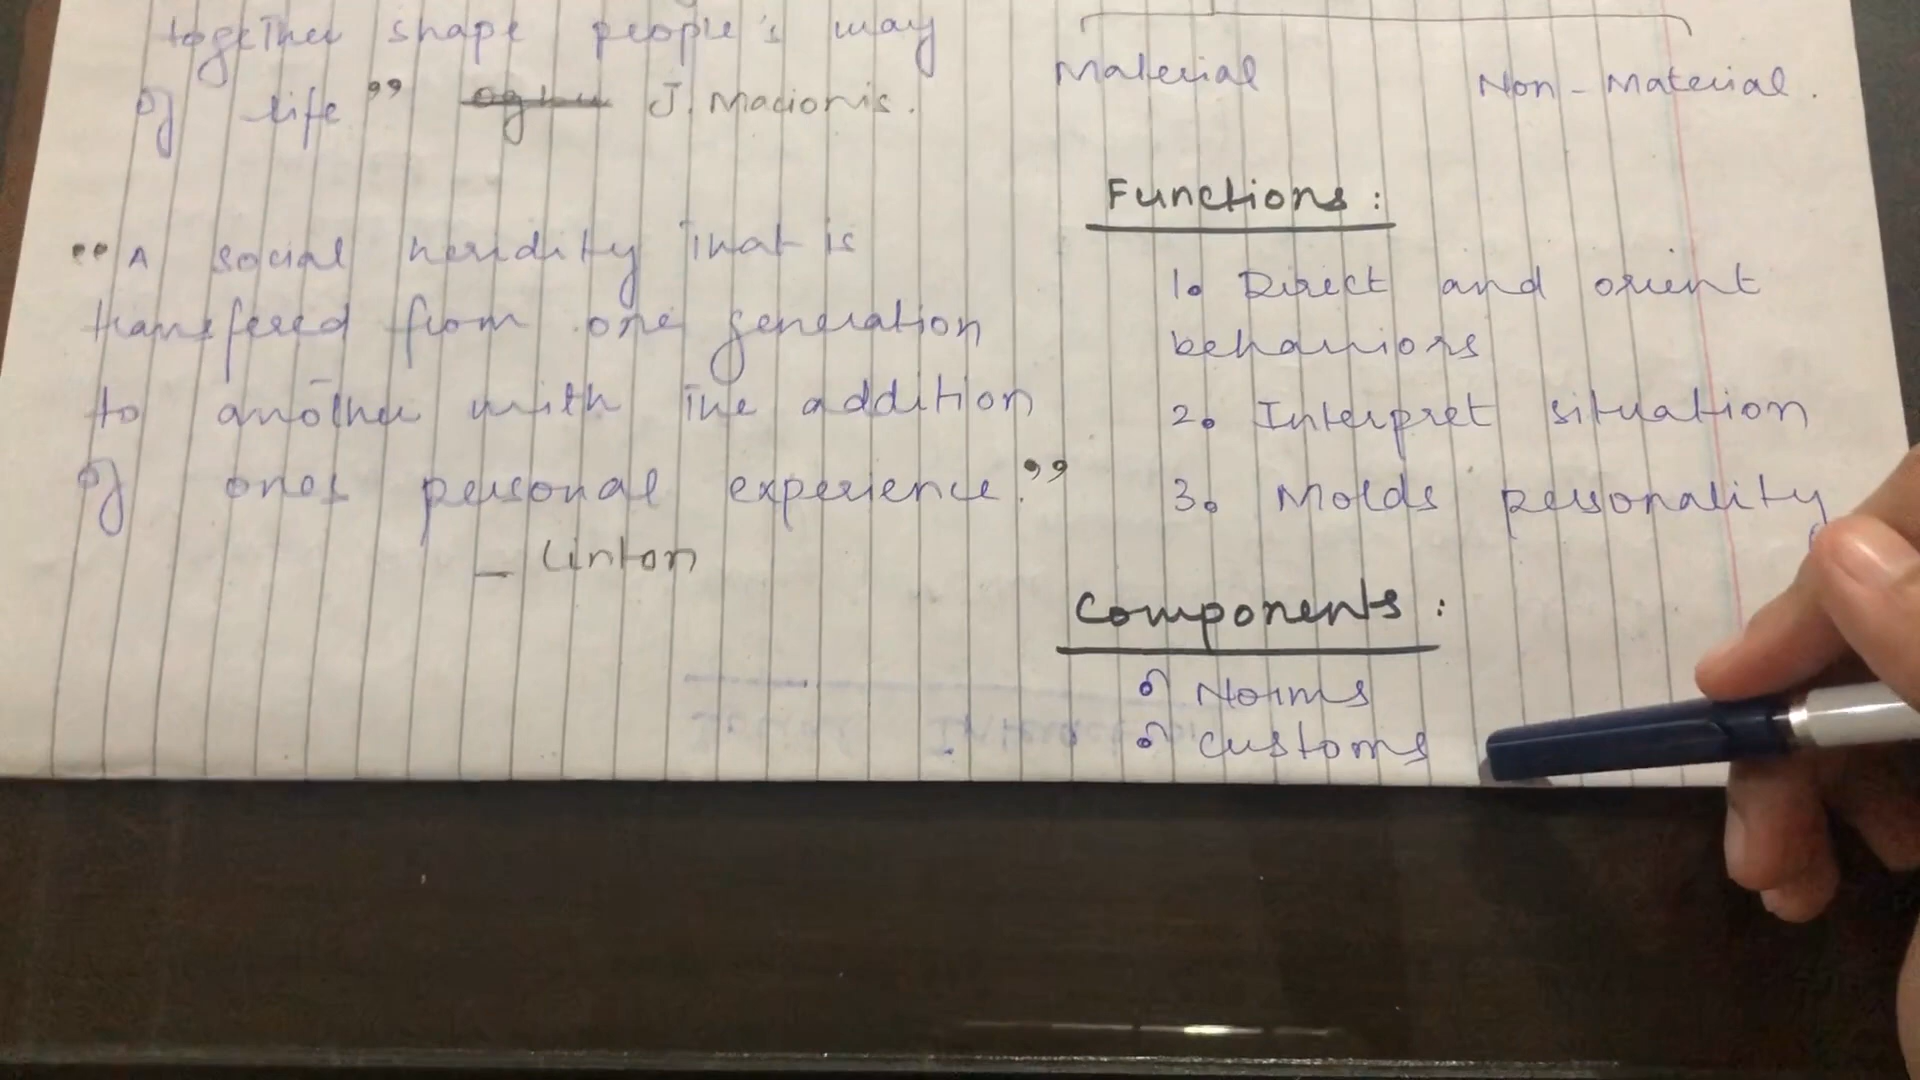 together shape people's way
of life" J. Macionis.
"A social heridity that is
transfered from one generation
to another with the addition
of ones personal experience."
- Linton
Material Non-Material.
Functions:
1. Direct and orient
behaviors
2. Interpret situation
3. Molds personality
Components:
Norms
customs